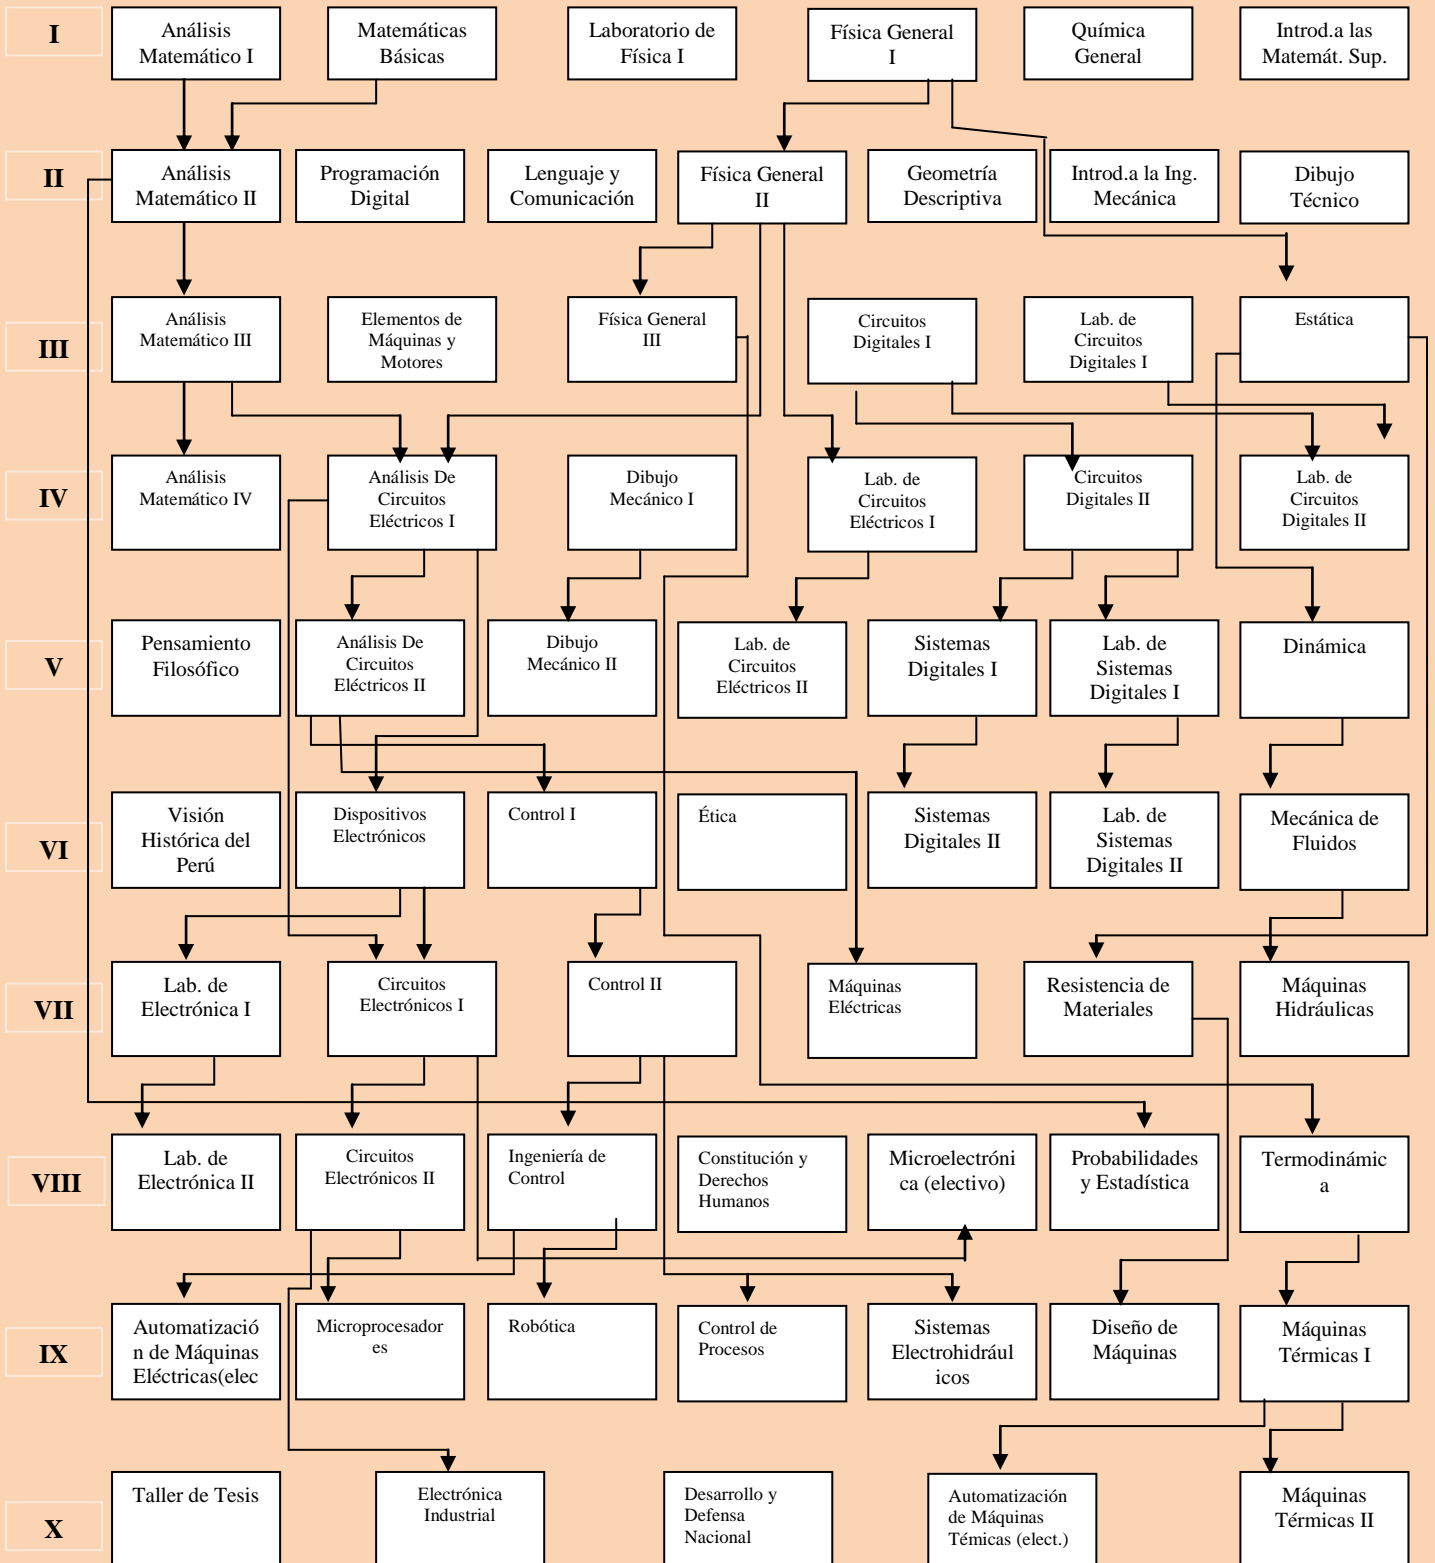 I
Análisis
Matemático I
Matemáticas
Básicas
Laboratorio de
Física I
Física General
I
Química
General
Introd.a las
Matemát. Sup.
II
Análisis
Matemático II
Programación
Digital
Lenguaje y
Comunicación
Física General
II
Geometría
Descriptiva
Introd.a la Ing.
Mecánica
Dibujo
Técnico
III
Análisis
Matemático III
Elementos de
Máquinas y
Motores
Física General
III
Circuitos
Digitales I
Lab. de
Circuitos
Digitales I
Estática
IV
Análisis
Matemático IV
Análisis De
Circuitos
Eléctricos I
Dibujo
Mecánico I
Lab. de
Circuitos
Eléctricos I
Circuitos
Digitales II
Lab. de
Circuitos
Digitales II
V
Pensamiento
Filosófico
Análisis De
Circuitos
Eléctricos II
Dibujo
Mecánico II
Lab. de
Circuitos
Eléctricos II
Sistemas
Digitales I
Lab. de
Sistemas
Digitales I
Dinámica
VI
Visión
Histórica del
Perú
Dispositivos
Electrónicos
Control I
Ética
Sistemas
Digitales II
Lab. de
Sistemas
Digitales II
Mecánica de
Fluidos
VII
Lab. de
Electrónica I
Circuitos
Electrónicos I
Control II
Máquinas
Eléctricas
Resistencia de
Materiales
Máquinas
Hidráulicas
VIII
Lab. de
Electrónica II
Circuitos
Electrónicos II
Ingeniería de
Control
Constitución y
Derechos
Humanos
Microelectróni
ca (electivo)
Probabilidades
y Estadística
Termodinámic
a
IX
Automatizació
n de Máquinas
Eléctricas(elec
Microprocesador
es
Robótica
Control de
Procesos
Sistemas
Electrohidrául
icos
Diseño de
Máquinas
Máquinas
Térmicas I
X
Taller de Tesis
Electrónica
Industrial
Desarrollo y
Defensa
Nacional
Automatización
de Máquinas
Témicas (elect.)
Máquinas
Térmicas II